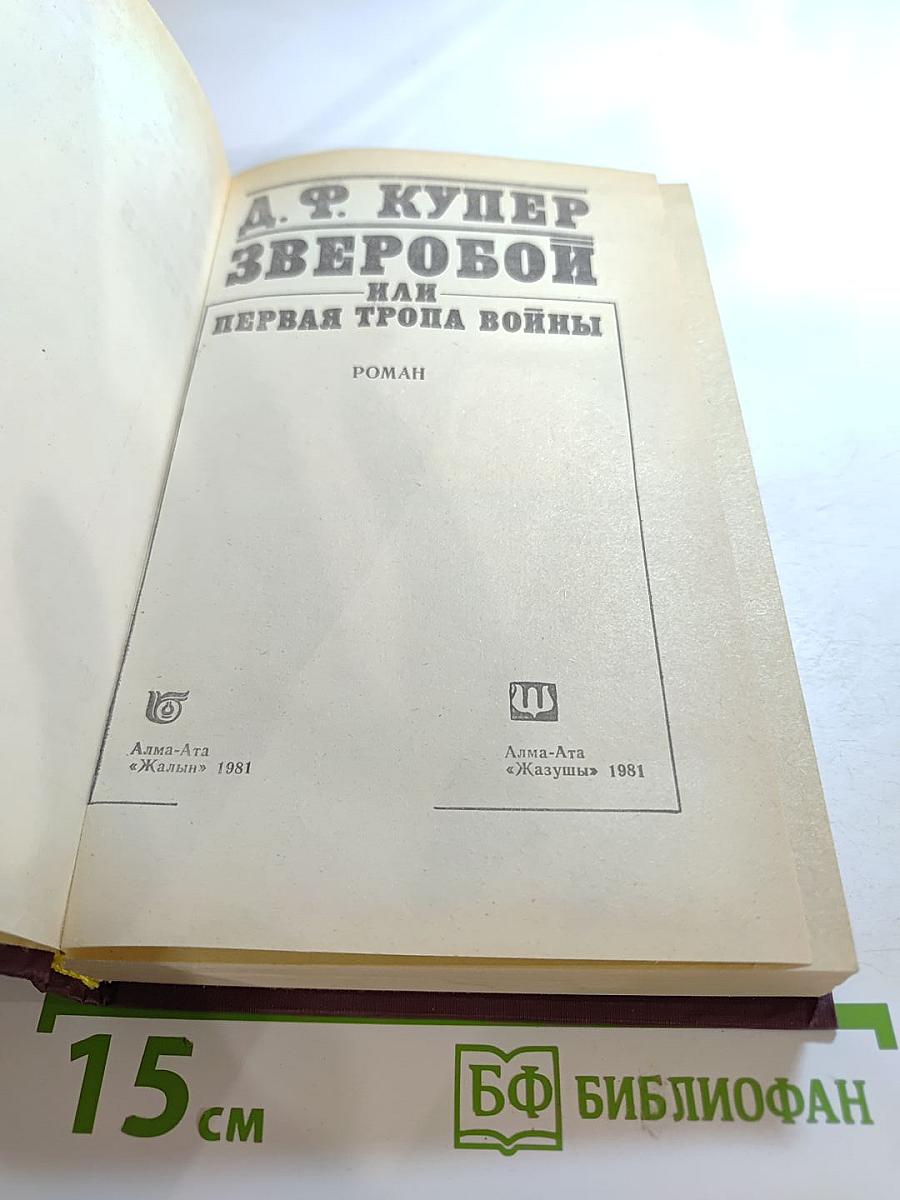 Д. Ф. КУПЕР
ЗВЕРОБОЙ
ИЛИ
ПЕРВАЯ ТРОПА ВОЙНЫ
РОМАН
Алма-Ата
«Жалын» 1981
Алма-Ата
«Жазушы» 1981
15 см
БФ БИБЛИОФАН